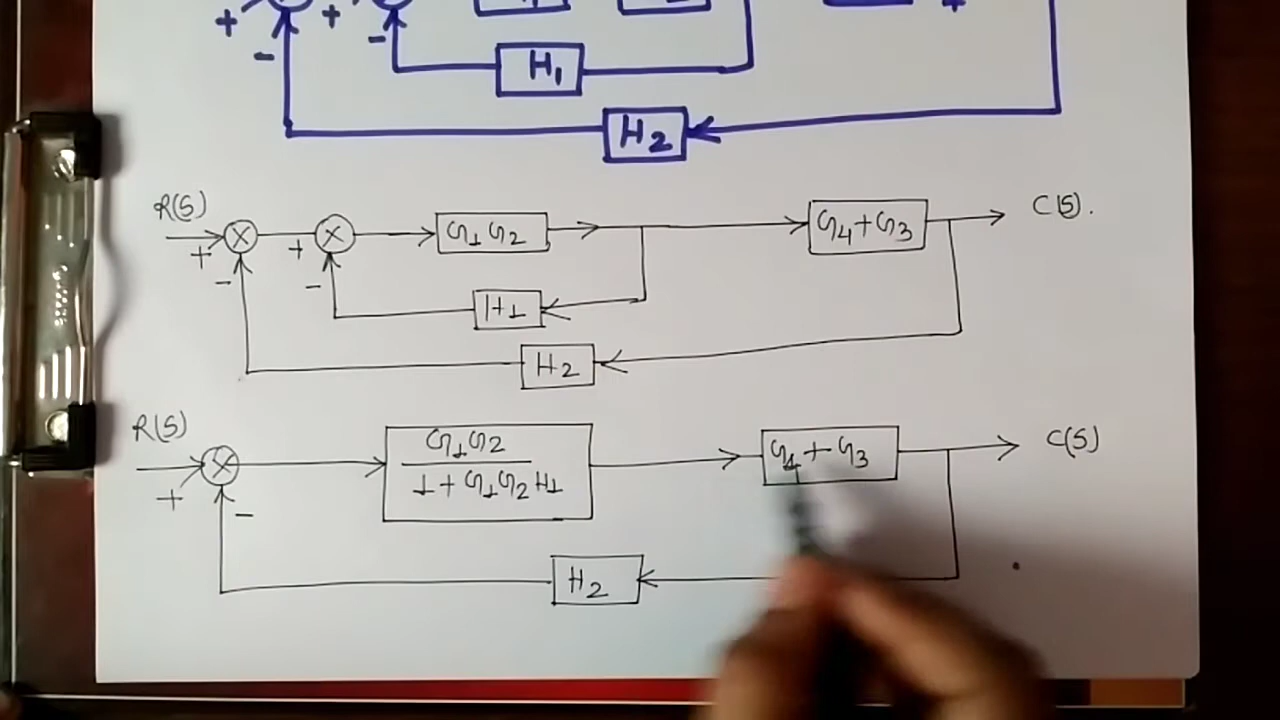 + +
- -
H₁
H₂
R(S) C(S).
G₁G₂ G₄+G₃
+ +
- -
H₁
H₂
R(S) C(S)
G₁G₂
1+G₁G₂H₁
G₄+G₃
+
-
H₂